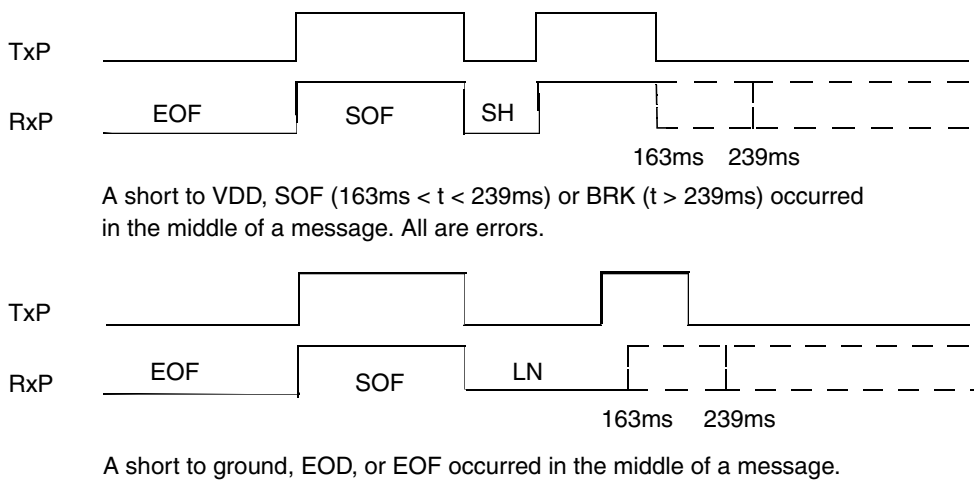 TxP
RxP EOF SOF SH
163ms 239ms
A short to VDD, SOF (163ms < t < 239ms) or BRK (t > 239ms) occurred
in the middle of a message. All are errors.
TxP
RxP EOF SOF LN
163ms 239ms
A short to ground, EOD, or EOF occurred in the middle of a message.